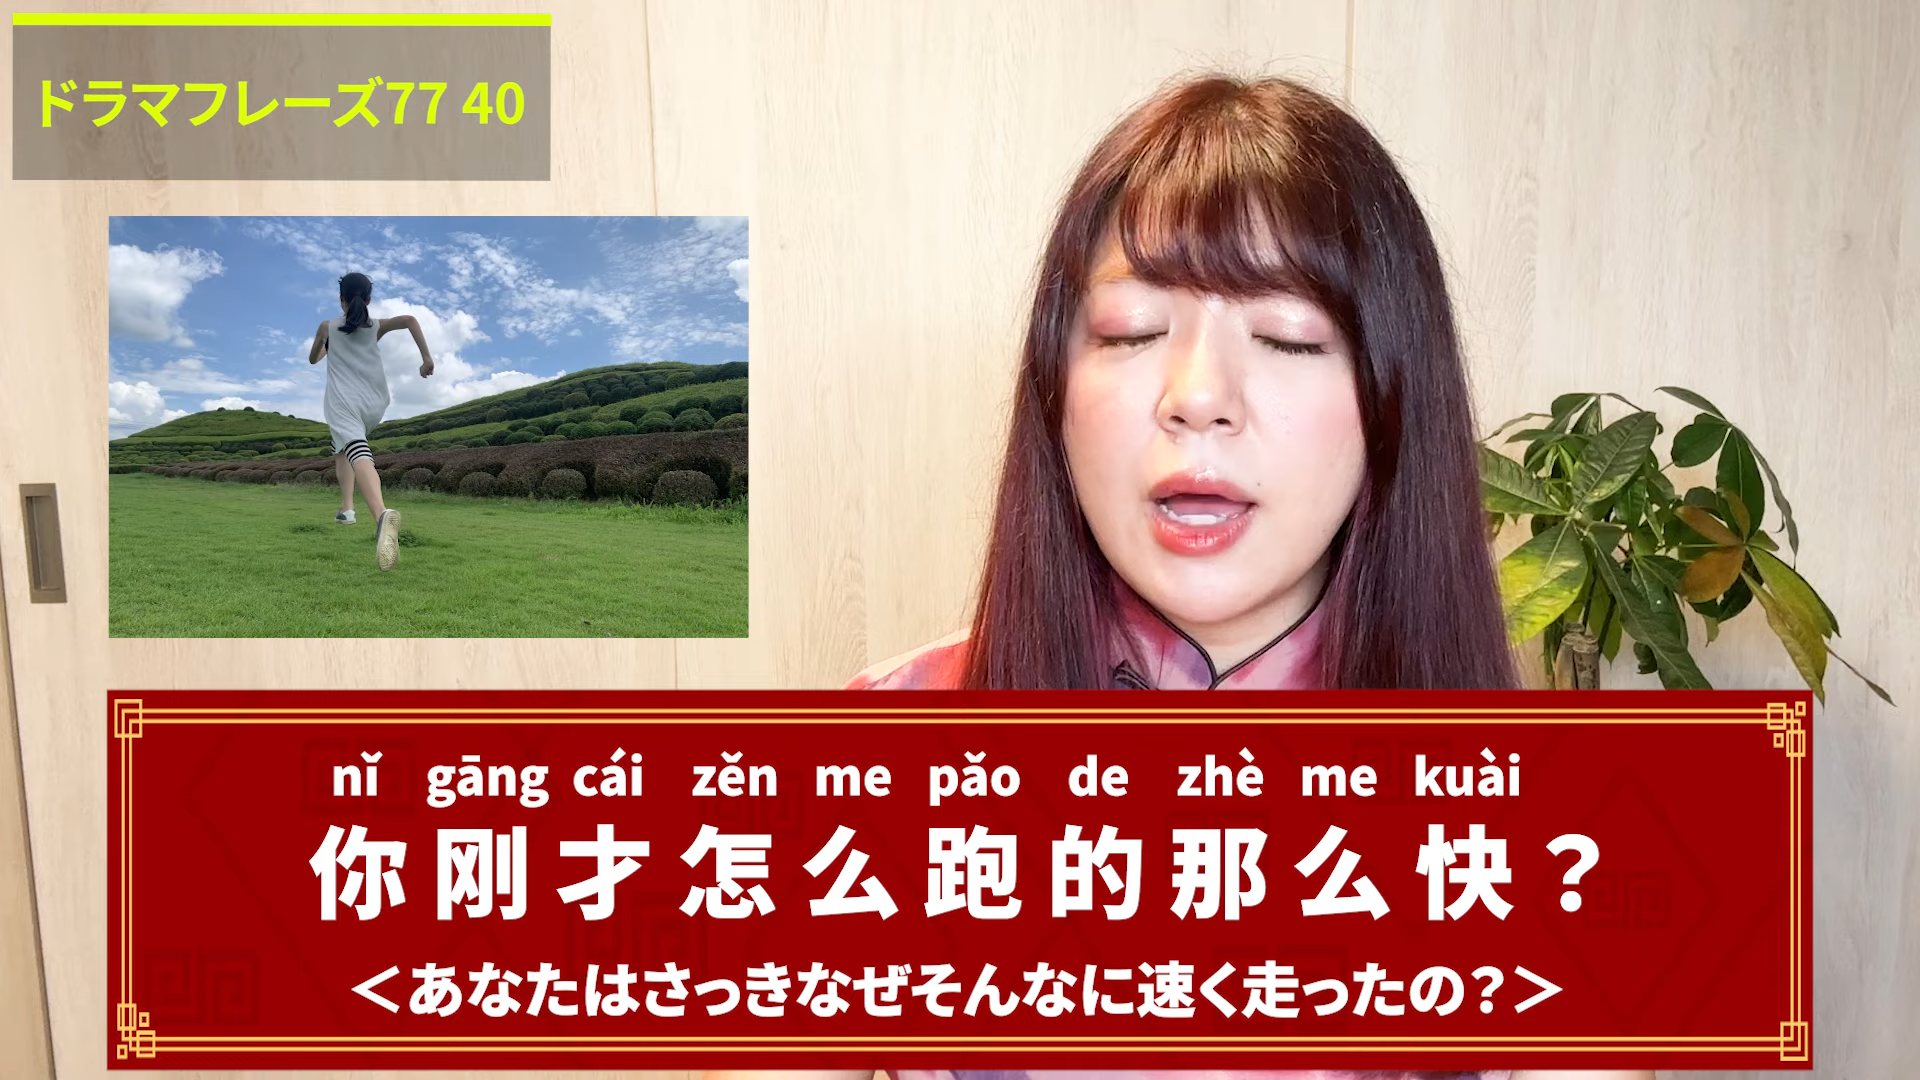 ドラマフレーズ77 40
nǐ gāng cái zěn me pǎo de zhè me kuài
你刚才怎么跑的那么快？
＜あなたはさっきなぜそんなに速く走ったの？＞